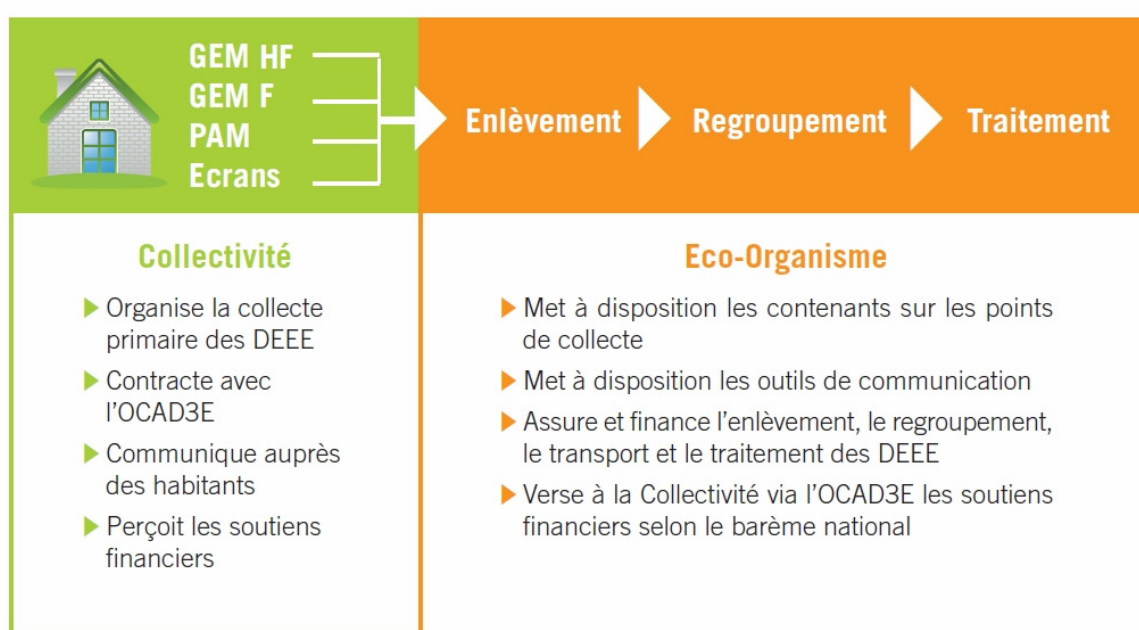 GEM HF
GEM F
PAM
Ecrans
Enlèvement
Regroupement
Traitement
Collectivité
Organise la collecte
primaire des DEEE
Contracte avec
l'OCAD3E
Communique auprès
des habitants
Perçoit les soutiens
financiers
Eco-Organisme
Met à disposition les contenants sur les points
de collecte
Met à disposition les outils de communication
Assure et finance l'enlèvement, le regroupement,
le transport et le traitement des DEEE
Verse à la Collectivité via l'OCAD3E les soutiens
financiers selon le barème national